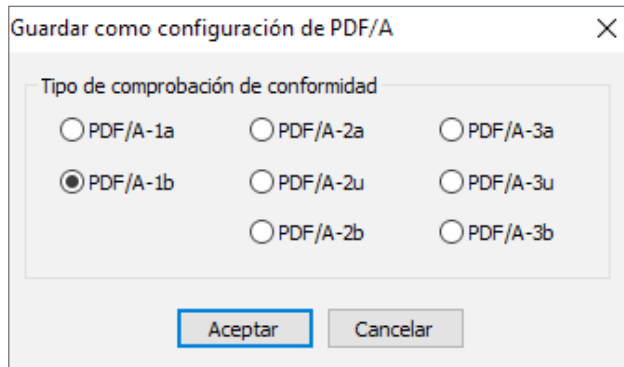 Guardar como configuración de PDF/A
Tipo de comprobación de conformidad
PDF/A-1a PDF/A-2a PDF/A-3a
PDF/A-1b PDF/A-2u PDF/A-3u
PDF/A-2b PDF/A-3b
Aceptar Cancelar